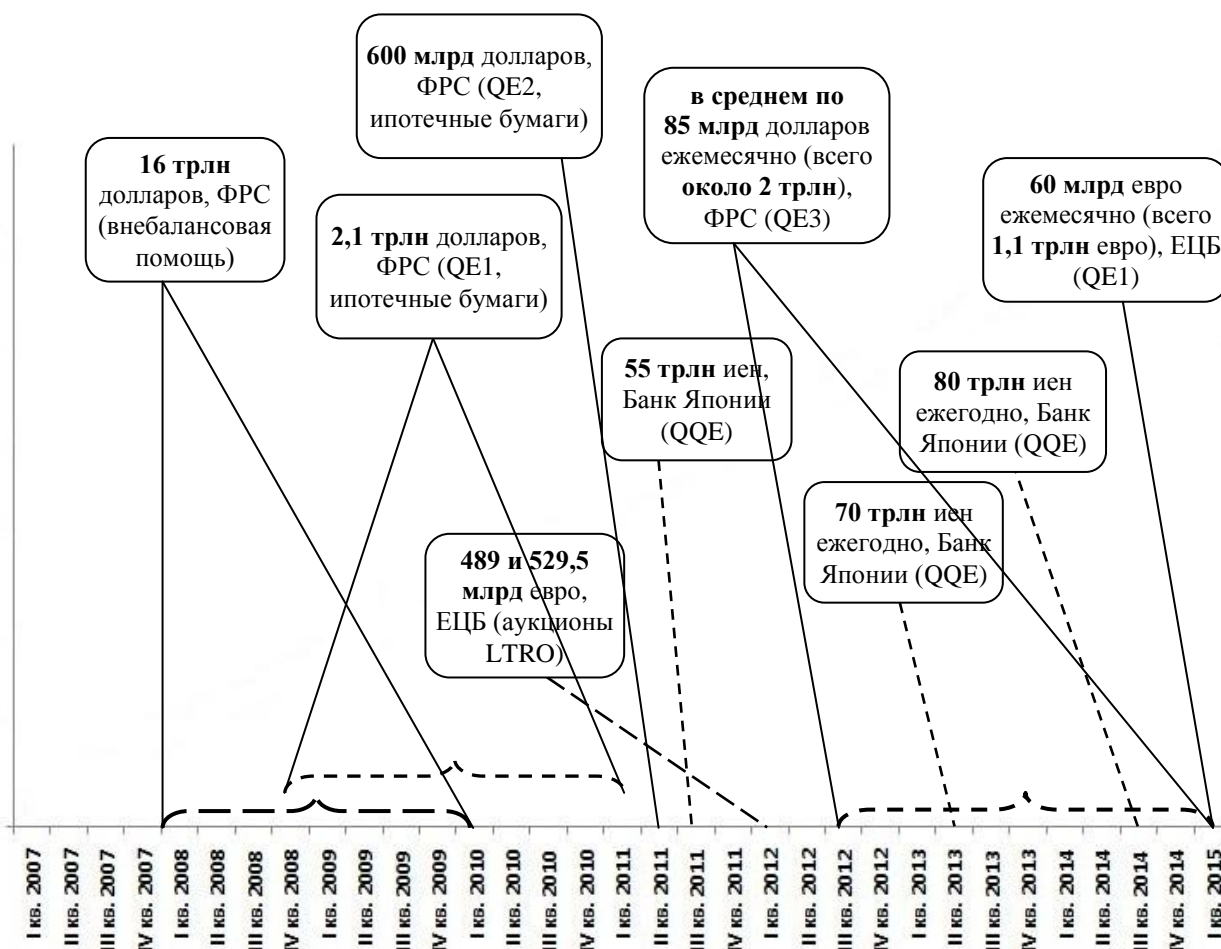 600 млрд долларов,
ФРС (QE2,
ипотечные бумаги)
в среднем по
85 млрд долларов
ежемесячно (всего
около 2 трлн),
ФРС (QE3)
16 трлн
долларов, ФРС
(внебалансовая
помощь)
60 млрд евро
ежемесячно (всего
1,1 трлн евро), ЕЦБ
(QE1)
2,1 трлн долларов,
ФРС (QE1,
ипотечные бумаги)
55 трлн иен,
Банк Японии
(QQE)
80 трлн иен
ежегодно, Банк
Японии (QQE)
70 трлн иен
ежегодно, Банк
Японии (QQE)
489 и 529,5
млрд евро,
ЕЦБ (аукционы
LTRO)
I кв. 2007
II кв. 2007
III кв. 2007
IV кв. 2007
I кв. 2008
II кв. 2008
III кв. 2008
IV кв. 2008
I кв. 2009
II кв. 2009
III кв. 2009
IV кв. 2009
I кв. 2010
II кв. 2010
III кв. 2010
IV кв. 2010
I кв. 2011
II кв. 2011
III кв. 2011
IV кв. 2011
I кв. 2012
II кв. 2012
III кв. 2012
IV кв. 2012
I кв. 2013
II кв. 2013
III кв. 2013
IV кв. 2013
I кв. 2014
II кв. 2014
III кв. 2014
IV кв. 2014
I кв. 2015